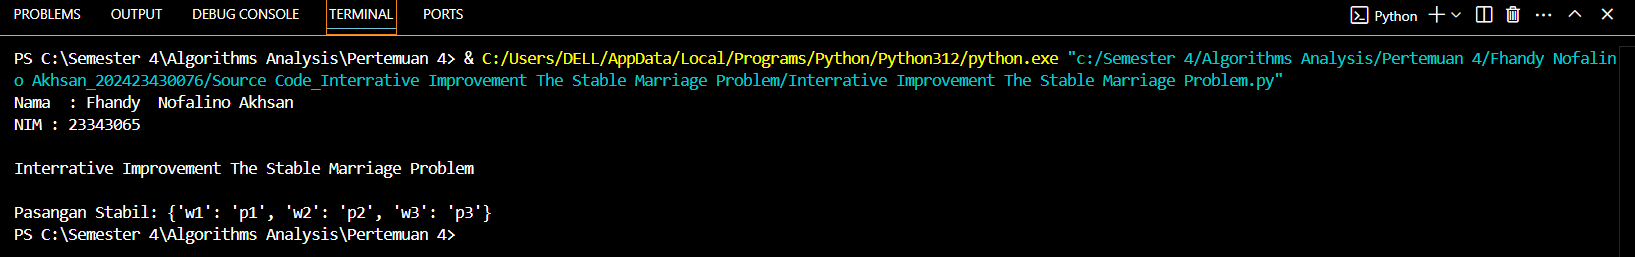 PROBLEMS OUTPUT DEBUG CONSOLE TERMINAL PORTS Python
PS C:\Semester 4\Algorithms Analysis\Pertemuan 4> & C:/Users/DELL/AppData/Local/Programs/Python/Python312/python.exe "c:/Semester 4/Algorithms Analysis/Pertemuan 4/Fhandy Nofalin
o Akhsan_202423430076/Source Code_Interrative Improvement The Stable Marriage Problem/Interrative Improvement The Stable Marriage Problem.py"
Nama  : Fhandy  Nofalino Akhsan
NIM : 23343065
Interrative Improvement The Stable Marriage Problem
Pasangan Stabil: {'w1': 'p1', 'w2': 'p2', 'w3': 'p3'}
PS C:\Semester 4\Algorithms Analysis\Pertemuan 4>